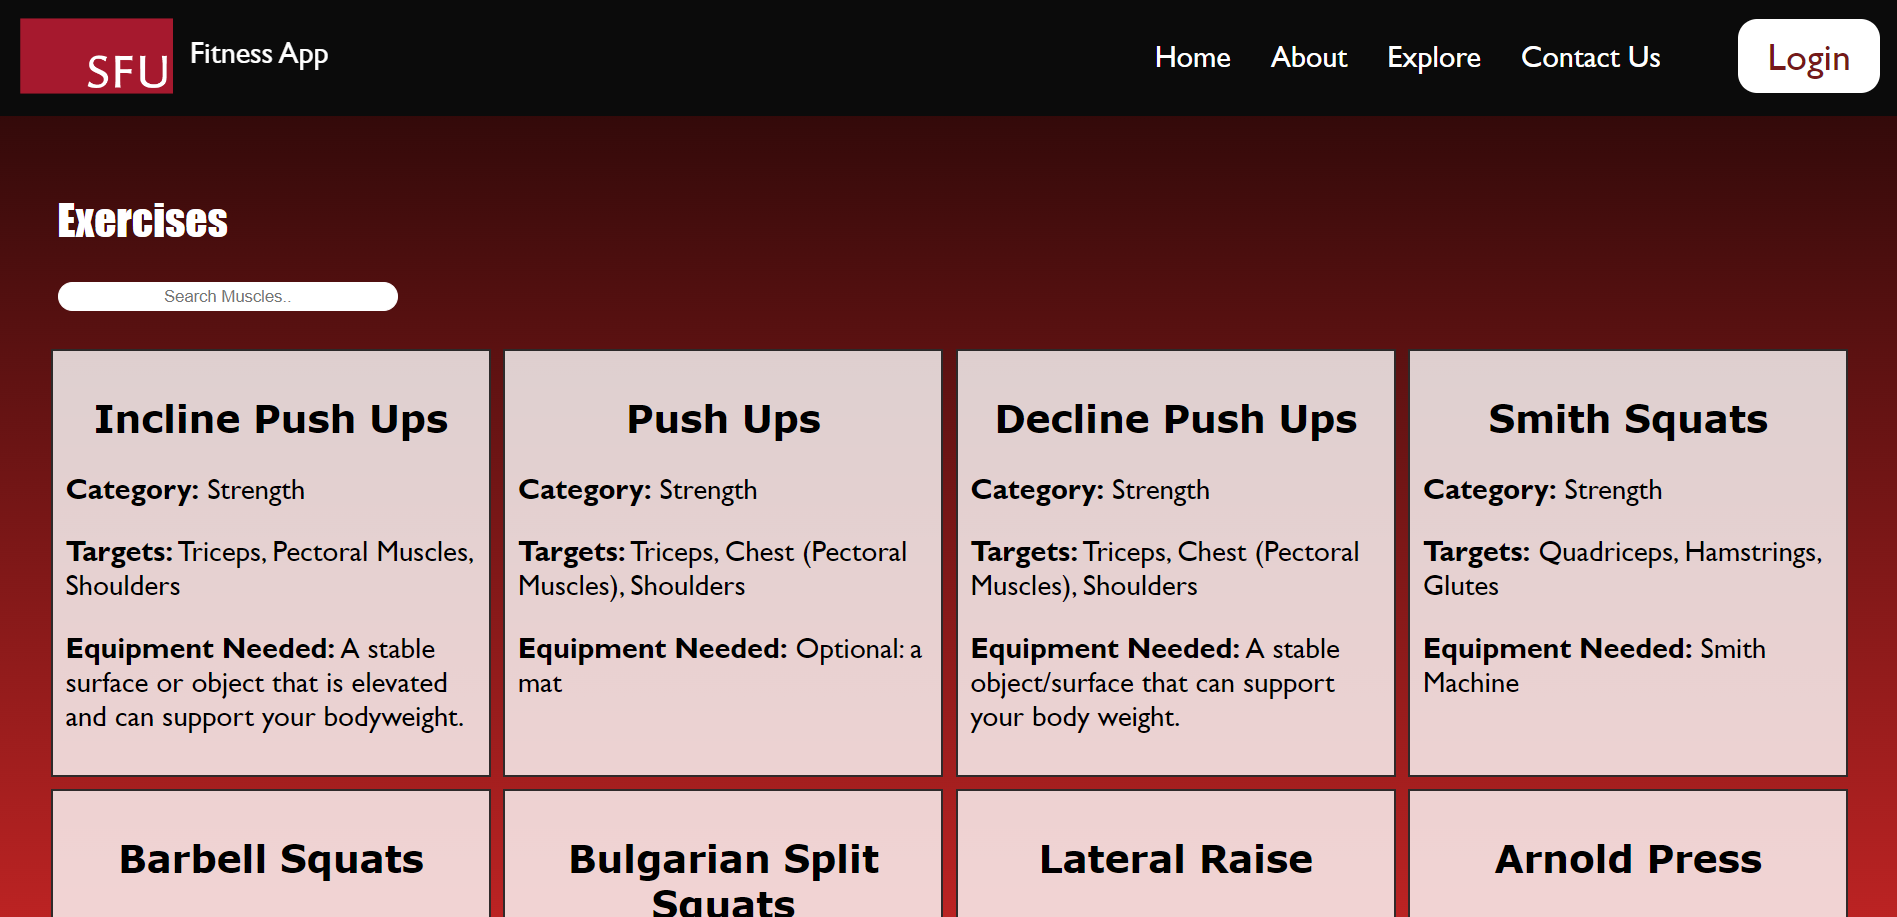 SFU Fitness App Home About Explore Contact Us Login
Exercises
Search Muscles..
Incline Push Ups
Category: Strength
Targets: Triceps, Pectoral Muscles,
Shoulders
Equipment Needed: A stable
surface or object that is elevated
and can support your bodyweight.
Push Ups
Category: Strength
Targets: Triceps, Chest (Pectoral
Muscles), Shoulders
Equipment Needed: Optional: a
mat
Decline Push Ups
Category: Strength
Targets: Triceps, Chest (Pectoral
Muscles), Shoulders
Equipment Needed: A stable
object/surface that can support
your body weight.
Smith Squats
Category: Strength
Targets: Quadriceps, Hamstrings,
Glutes
Equipment Needed: Smith
Machine
Barbell Squats
Bulgarian Split
Squats
Lateral Raise
Arnold Press